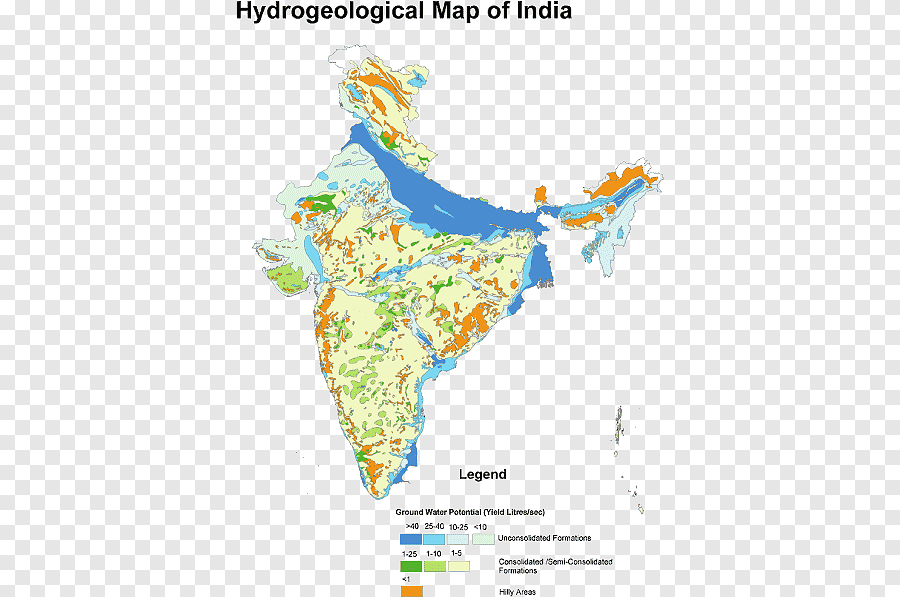 Hydrogeological Map of India
Legend
Ground Water Potential (Yield Litres/sec)
>40 25-40 10-25 <10
Unconsolidated Formations
1-25 1-10 1-5
Consolidated /Semi-Consolidated
Formations
<1
Hilly Areas